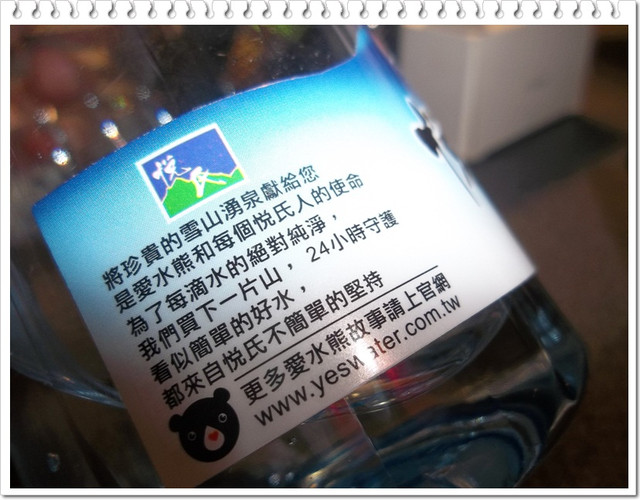 悅氏
將珍貴的雪山湧泉獻給您
是愛水熊和每個悅氏人的使命
為了每滴水的絕對純淨，
我們買下一片山，24小時守護
看似簡單的好水，
都來自悅氏不簡單的堅持
更多愛水熊故事請上官網
www.yeswater.com.tw